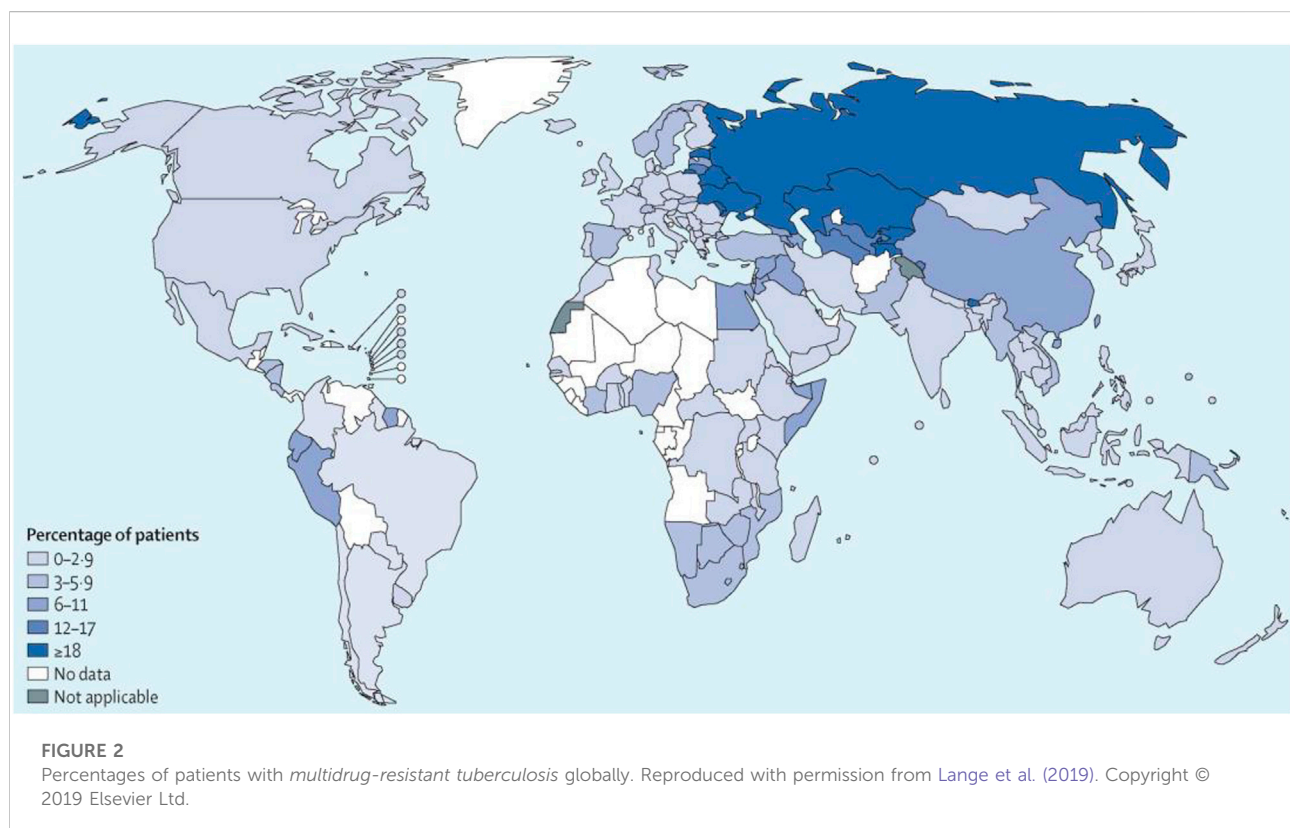 Percentage of patients
0–2·9
3–5·9
6–11
12–17
≥18
No data
Not applicable
FIGURE 2
Percentages of patients with multidrug-resistant tuberculosis globally. Reproduced with permission from Lange et al. (2019). Copyright ©
2019 Elsevier Ltd.